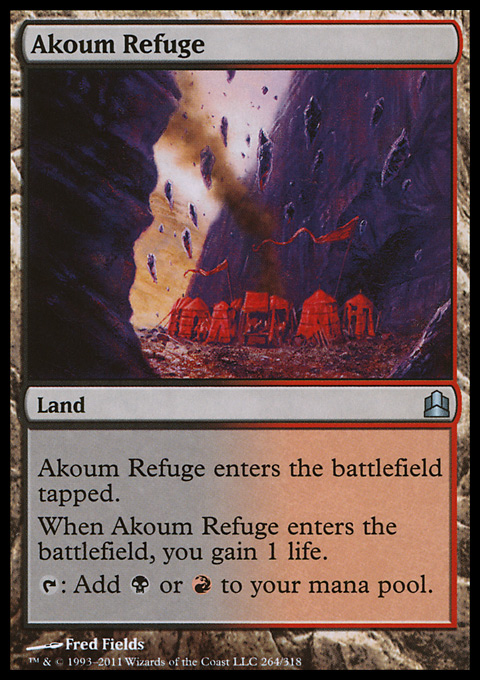 Akoum Refuge
Land
Akoum Refuge enters the battlefield
tapped.
When Akoum Refuge enters the
battlefield, you gain 1 life.
: Add or to your mana pool.
Fred Fields
™ & © 1993–2011 Wizards of the Coast LLC 264/318